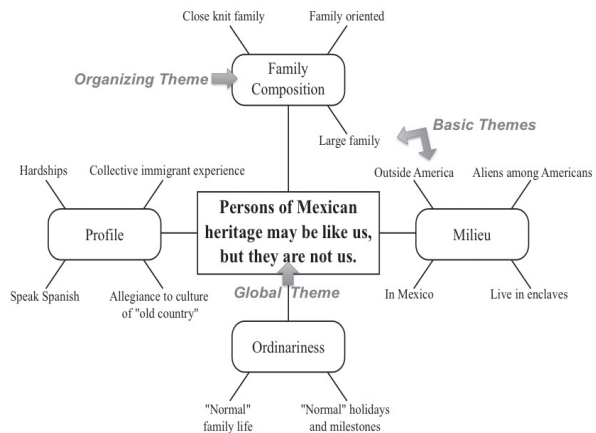 Close knit family
Family oriented
Family
Composition
Organizing Theme
Large family
Basic Themes
Hardships
Collective immigrant experience
Outside America
Aliens among Americans
Profile
Persons of Mexican
heritage may be like us,
but they are not us.
Milieu
Speak Spanish
Allegiance to culture
of "old country"
Global Theme
In Mexico
Live in enclaves
Ordinariness
"Normal"
family life
"Normal" holidays
and milestones